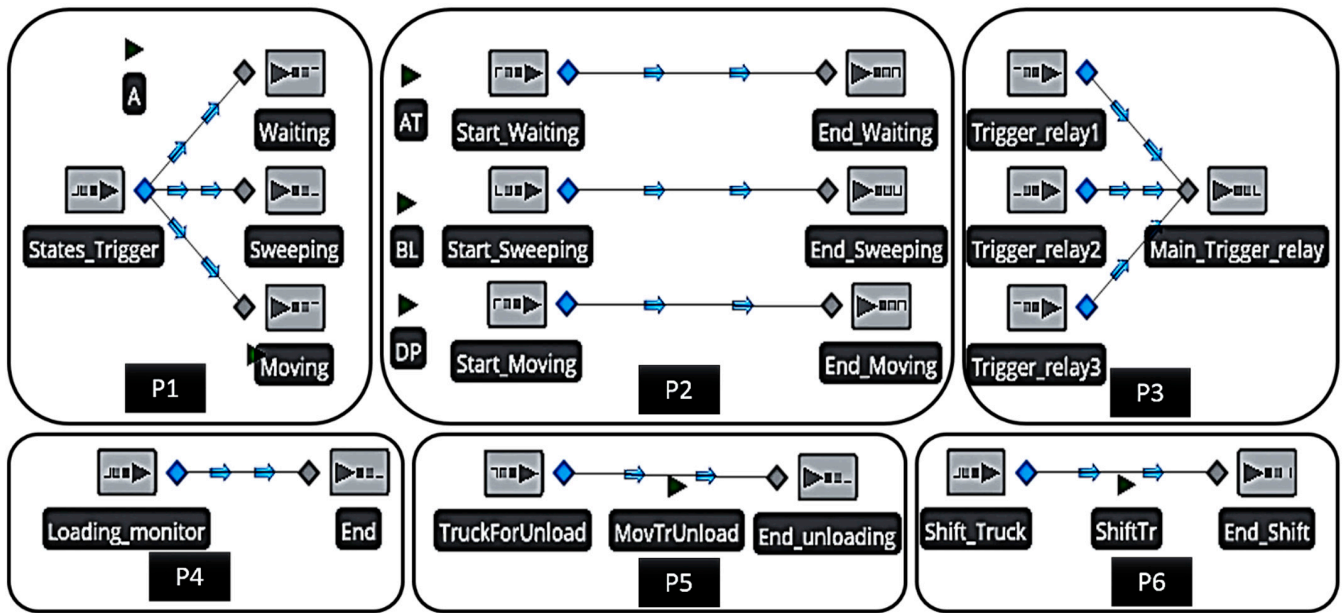 A
Waiting
States_Trigger
Sweeping
Moving
P1
AT
Start_Waiting
End_Waiting
BL
Start_Sweeping
End_Sweeping
DP
Start_Moving
End_Moving
P2
Trigger_relay1
Trigger_relay2
Main_Trigger_relay
Trigger_relay3
P3
Loading_monitor
End
P4
TruckForUnload
MovTrUnload
End_unloading
P5
Shift_Truck
ShiftTr
End_Shift
P6